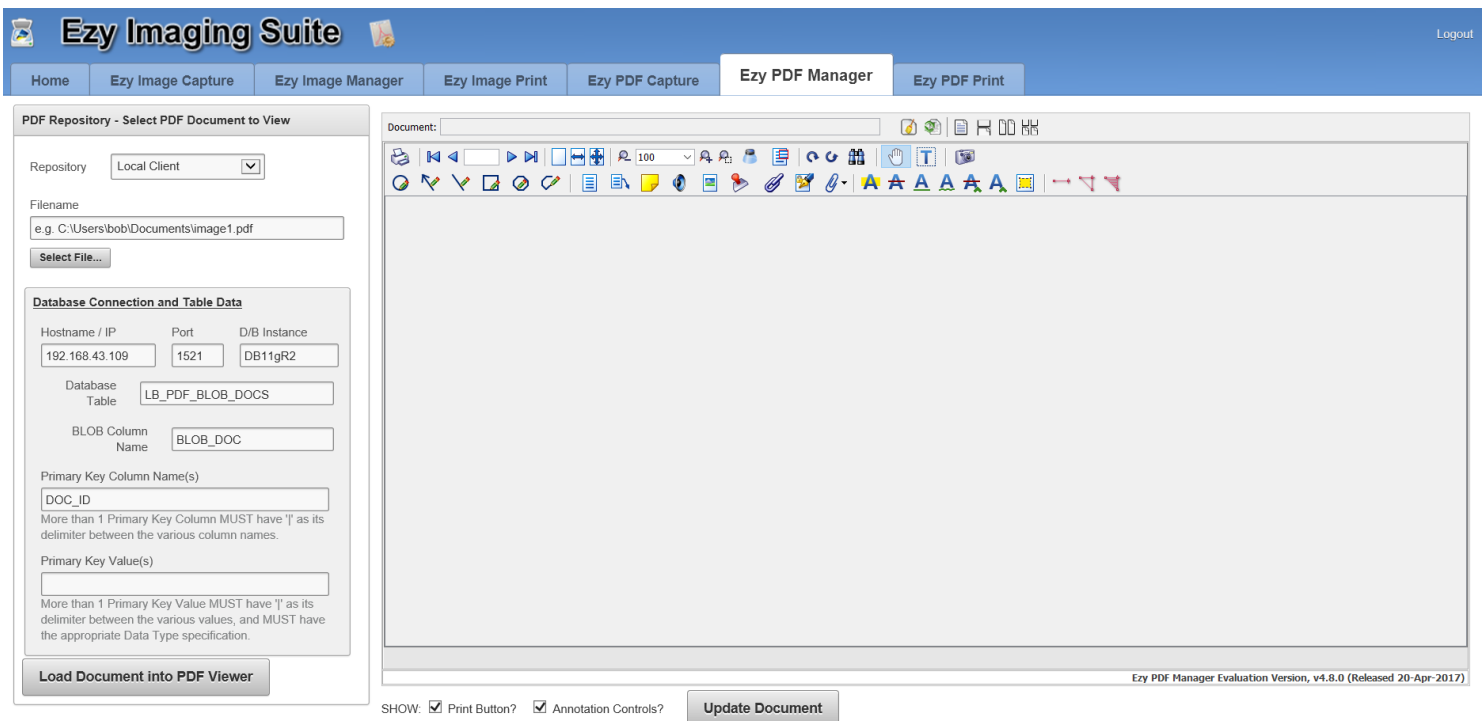 Ezy Imaging Suite
Logout
Home
Ezy Image Capture
Ezy Image Manager
Ezy Image Print
Ezy PDF Capture
Ezy PDF Manager
Ezy PDF Print
PDF Repository - Select PDF Document to View
Repository
Local Client
Filename
e.g. C:\Users\bob\Documents\image1.pdf
Select File...
Database Connection and Table Data
Hostname / IP
Port
D/B Instance
192.168.43.109
1521
DB11gR2
Database
Table
LB_PDF_BLOB_DOCS
BLOB Column
Name
BLOB_DOC
Primary Key Column Name(s)
DOC_ID
More than 1 Primary Key Column MUST have '|' as its
delimiter between the various column names.
Primary Key Value(s)
More than 1 Primary Key Value MUST have '|' as its
delimiter between the various values, and MUST have
the appropriate Data Type specification.
Load Document into PDF Viewer
Document:
100
T
A A A A A A
Ezy PDF Manager Evaluation Version, v4.8.0 (Released 20-Apr-2017)
SHOW:
Print Button?
Annotation Controls?
Update Document